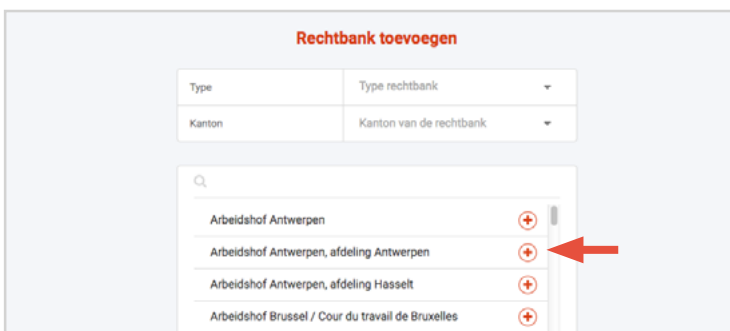 Rechtbank toevoegen
Type
Type rechtbank
Kanton
Kanton van de rechtbank
Arbeidshof Antwerpen
Arbeidshof Antwerpen, afdeling Antwerpen
Arbeidshof Antwerpen, afdeling Hasselt
Arbeidshof Brussel / Cour du travail de Bruxelles